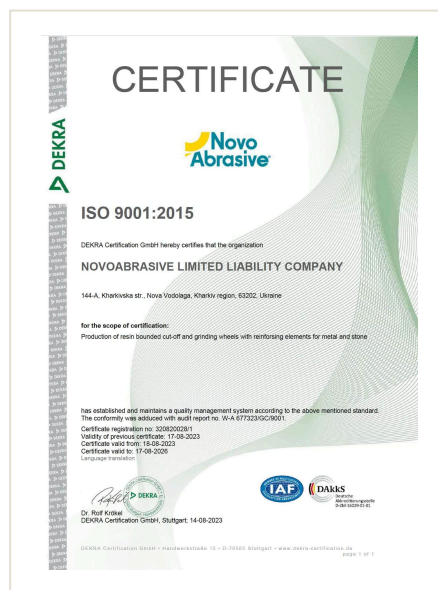 CERTIFICATE
DEKRA
Novo
Abrasive
ISO 9001:2015
DEKRA Certification GmbH hereby certifies that the organization
NOVOABRASIVE LIMITED LIABILITY COMPANY
144-A, Kharkivska str., Nova Vodolaga, Kharkiv region, 63202, Ukraine
for the scope of certification:
Production of resin bounded cut-off and grinding wheels with reinforsing elements for metal and stone
has established and maintains a quality management system according to the above mentioned standard.
The conformity was adduced with audit report no. W-A 677323/GC/9001.
Certificate registration no: 320820028/1
Validity of previous certificate: 17-08-2023
Certificate valid from: 18-08-2023
Certificate valid to: 17-08-2026
Language translation
DEKRA
IAF
DAkkS
Deutsche
Akkreditierungsstelle
D-ZM-16029-01-01
Dr. Rolf Krökel
DEKRA Certification GmbH, Stuttgart; 14-08-2023
DEKRA Certification GmbH • Handwerkstraße 15 • D-70565 Stuttgart • www.dekra-certification.de
page 1 of 1